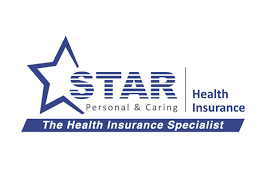 STAR
Personal & Caring
Health
Insurance
The Health Insurance Specialist